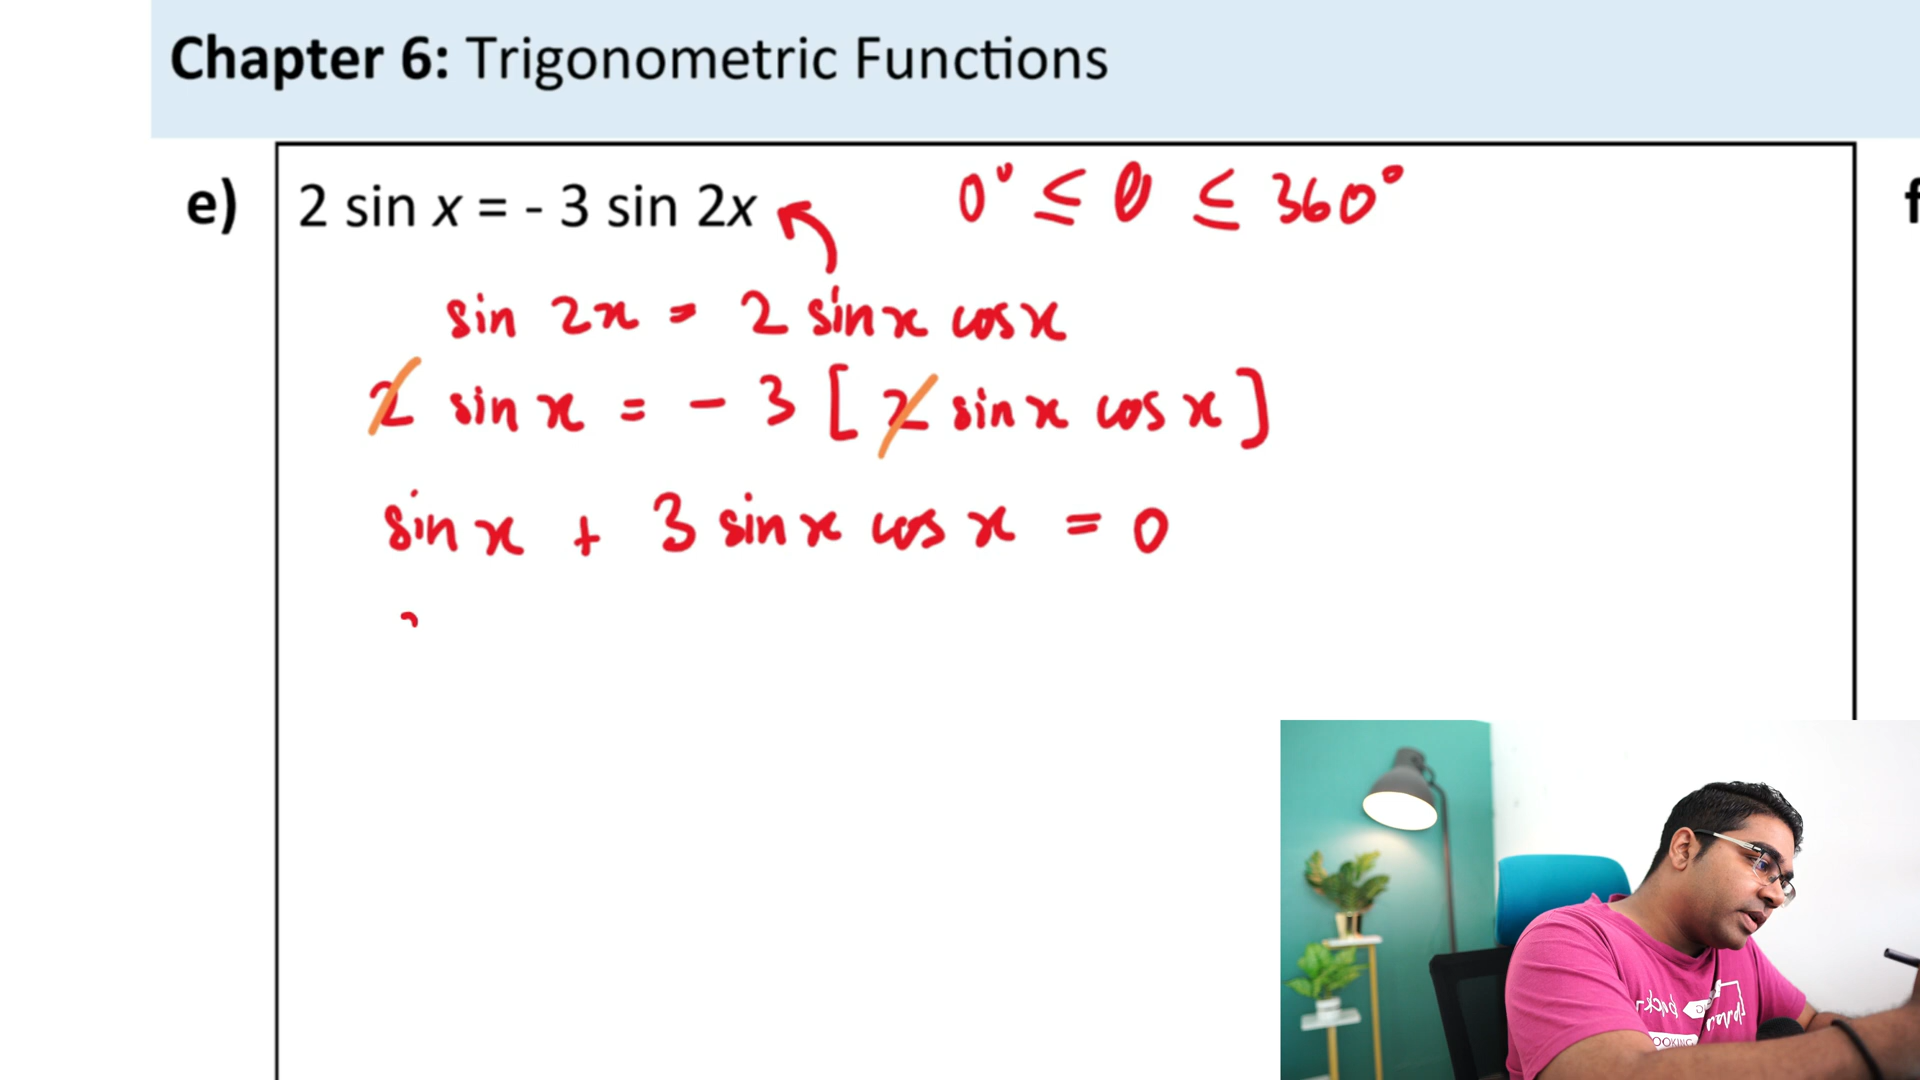 Chapter 6: Trigonometric Functions
e) 2 sin x = - 3 sin 2x 0° ≤ θ ≤ 360°
f
sin 2x = 2 sin x cos x
2 sin x = - 3 [ 2 sin x cos x ]
sin x + 3 sin x cos x = 0
OOKING